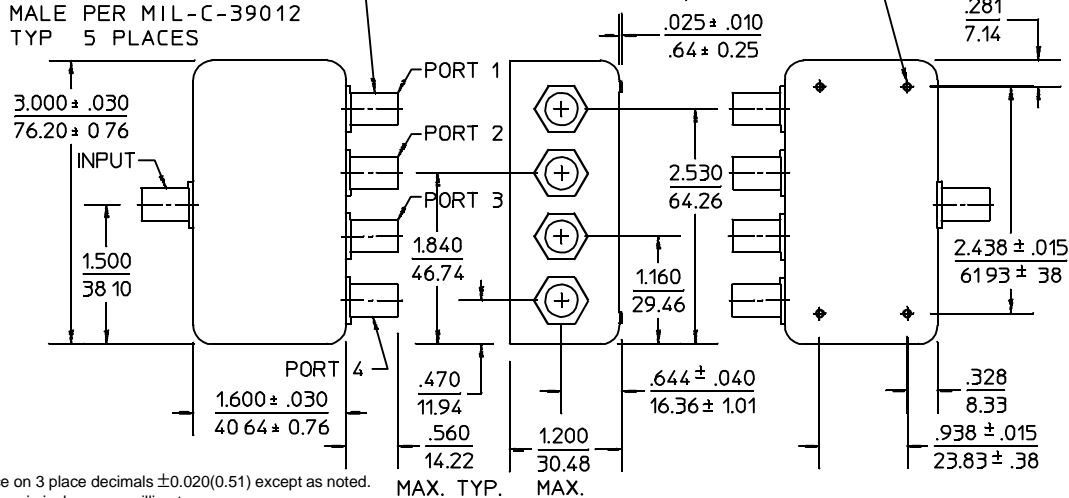 MALE PER MIL-C-39012
TYP 5 PLACES
.025± .010
.64± 0.25
.281
7.14
3.000± .030
76.20± 0 76
PORT 1
PORT 2
PORT 3
INPUT
1.500
38 10
1.840
46.74
2.530
64.26
1.160
29.46
2.438 ± .015
6193 ± 38
PORT 4
.470
11.94
1.600± .030
40 64± 0.76
.560
14.22
MAX. TYP.
.644± .040
16.36± 1.01
1.200
30.48
MAX.
.328
8.33
.938 ±.015
23.83±.38
ce on 3 place decimals ±0.020(0.51) except as noted.